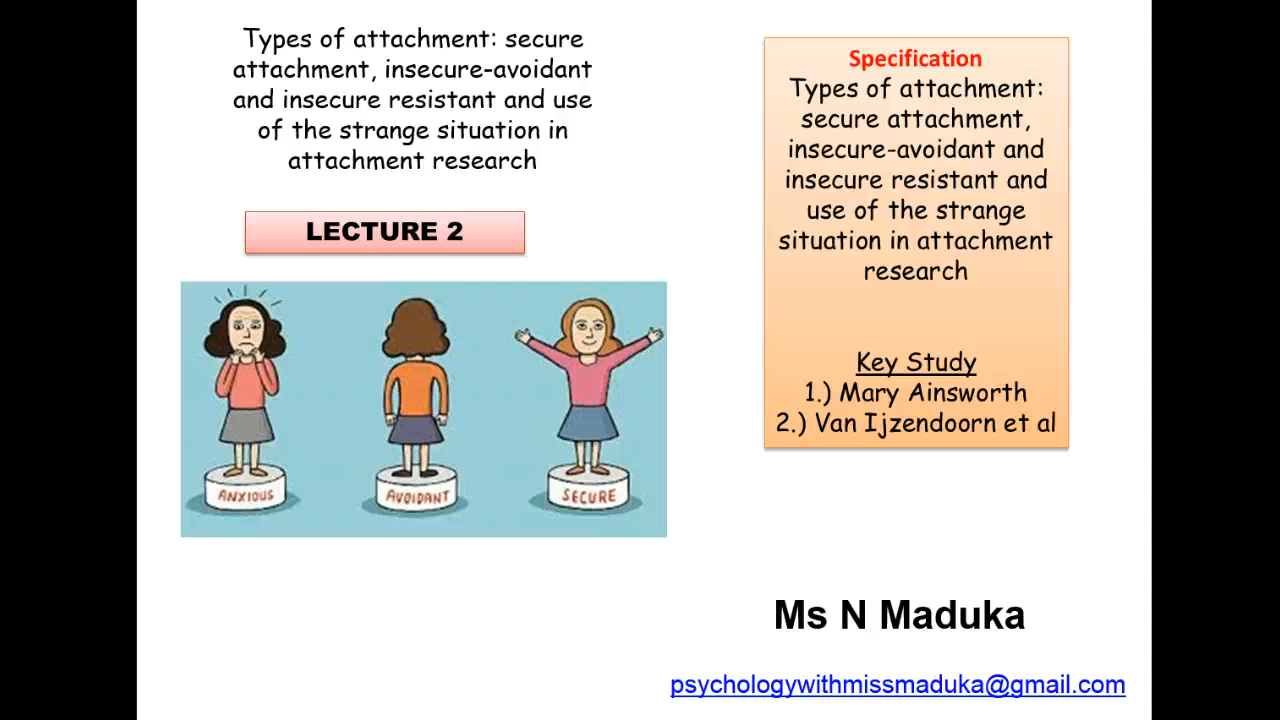 Types of attachment: secure
attachment, insecure-avoidant
and insecure resistant and use
of the strange situation in
attachment research
LECTURE 2
ANXIOUS
AVOIDANT
SECURE
Specification
Types of attachment:
secure attachment,
insecure-avoidant and
insecure resistant and
use of the strange
situation in attachment
research
Key Study
1.) Mary Ainsworth
2.) Van Ijzendoorn et al
Ms N Maduka
psychologywithmissmaduka@gmail.com